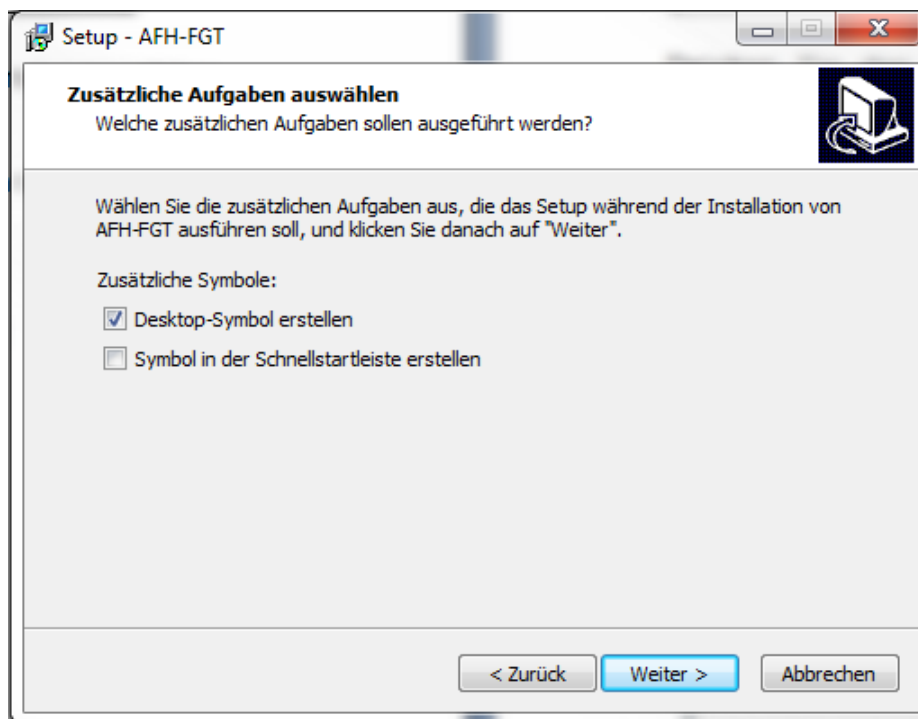 Setup - AFH-FGT
Zusätzliche Aufgaben auswählen
Welche zusätzlichen Aufgaben sollen ausgeführt werden?
Wählen Sie die zusätzlichen Aufgaben aus, die das Setup während der Installation von
AFH-FGT ausführen soll, und klicken Sie danach auf "Weiter".
Zusätzliche Symbole:
Desktop-Symbol erstellen
Symbol in der Schnellstartleiste erstellen
< Zurück
Weiter >
Abbrechen